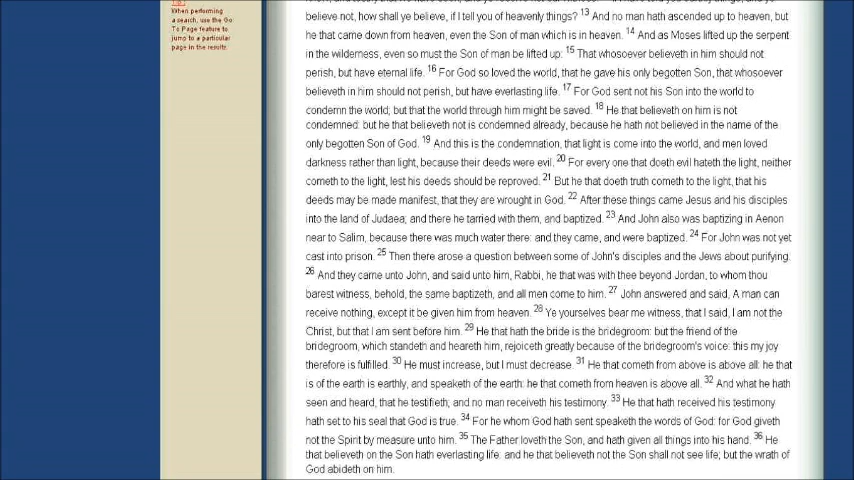 Tip:
When performing
a search, use the Go
To Page feature to
jump to a particular
page in the results.
believe not, how shall ye believe, if I tell you of heavenly things? 13 And no man hath ascended up to heaven, but
he that came down from heaven, even the Son of man which is in heaven. 14 And as Moses lifted up the serpent
in the wilderness, even so must the Son of man be lifted up: 15 That whosoever believeth in him should not
perish, but have eternal life. 16 For God so loved the world, that he gave his only begotten Son, that whosoever
believeth in him should not perish, but have everlasting life. 17 For God sent not his Son into the world to
condemn the world; but that the world through him might be saved. 18 He that believeth on him is not
condemned: but he that believeth not is condemned already, because he hath not believed in the name of the
only begotten Son of God. 19 And this is the condemnation, that light is come into the world, and men loved
darkness rather than light, because their deeds were evil. 20 For every one that doeth evil hateth the light, neither
cometh to the light, lest his deeds should be reproved. 21 But he that doeth truth cometh to the light, that his
deeds may be made manifest, that they are wrought in God. 22 After these things came Jesus and his disciples
into the land of Judaea; and there he tarried with them, and baptized. 23 And John also was baptizing in Aenon
near to Salim, because there was much water there: and they came, and were baptized. 24 For John was not yet
cast into prison. 25 Then there arose a question between some of John's disciples and the Jews about purifying.
26 And they came unto John, and said unto him, Rabbi, he that was with thee beyond Jordan, to whom thou
barest witness, behold, the same baptizeth, and all men come to him. 27 John answered and said, A man can
receive nothing, except it be given him from heaven. 28 Ye yourselves bear me witness, that I said, I am not the
Christ, but that I am sent before him. 29 He that hath the bride is the bridegroom: but the friend of the
bridegroom, which standeth and heareth him, rejoiceth greatly because of the bridegroom's voice: this my joy
therefore is fulfilled. 30 He must increase, but I must decrease. 31 He that cometh from above is above all: he that
is of the earth is earthly, and speaketh of the earth: he that cometh from heaven is above all. 32 And what he hath
seen and heard, that he testifieth; and no man receiveth his testimony. 33 He that hath received his testimony
hath set to his seal that God is true. 34 For he whom God hath sent speaketh the words of God: for God giveth
not the Spirit by measure unto him. 35 The Father loveth the Son, and hath given all things into his hand. 36 He
that believeth on the Son hath everlasting life: and he that believeth not the Son shall not see life; but the wrath of
God abideth on him.